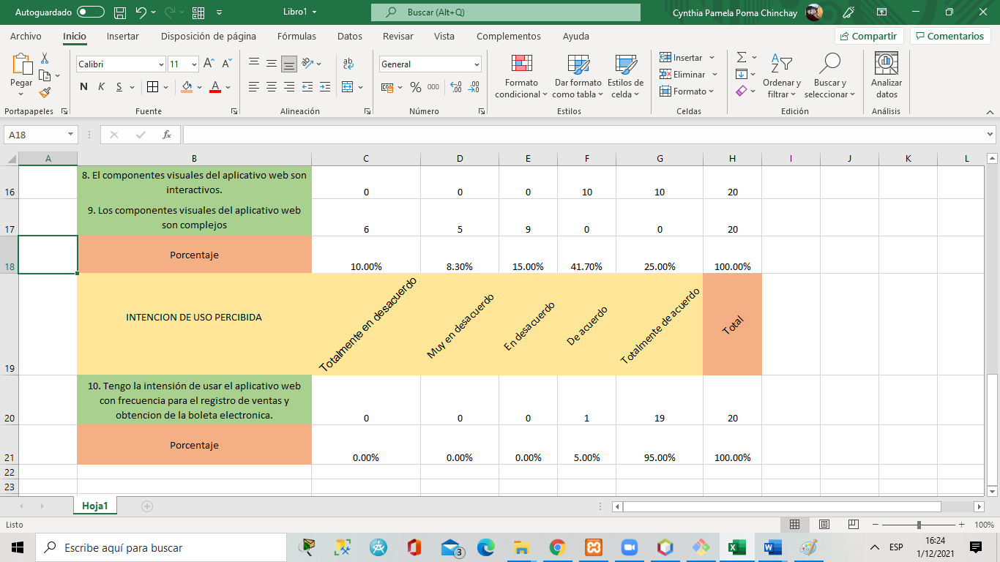 Autoguardado Libro1 Buscar (Alt+Q) Cynthia Pamela Poma Chinchay
Archivo Inicio Insertar Disposición de página Fórmulas Datos Revisar Vista Complementos Ayuda Compartir Comentarios
Pegar
Portapapeles
Calibri 11
N K S
Fuente
ab
Alineación
General
% 000
Número
Formato condicional
Dar formato como tabla
Estilos de celda
Estilos
Insertar
Eliminar
Formato
Celdas
Ordenar y filtrar
Buscar y seleccionar
Edición
Analizar datos
Análisis
A18 fx
A B C D E F G H I J K L
8. El componentes visuales del aplicativo web son
interactivos.
16 0 0 0 10 10 20
9. Los componentes visuales del aplicativo web
son complejos
17 6 5 9 0 0 20
Porcentaje
18 10.00% 8.30% 15.00% 41.70% 25.00% 100.00%
INTENCION DE USO PERCIBIDA
Totalmente en desacuerdo
Muy en desacuerdo
En desacuerdo
De acuerdo
Totalmente de acuerdo
Total
19
10. Tengo la intensión de usar el aplicativo web
con frecuencia para el registro de ventas y
obtencion de la boleta electronica.
20 0 0 0 1 19 20
Porcentaje
21 0.00% 0.00% 0.00% 5.00% 95.00% 100.00%
22
23
Hoja1
Listo 100%
Escribe aquí para buscar 3 ESP 16:24
1/12/2021